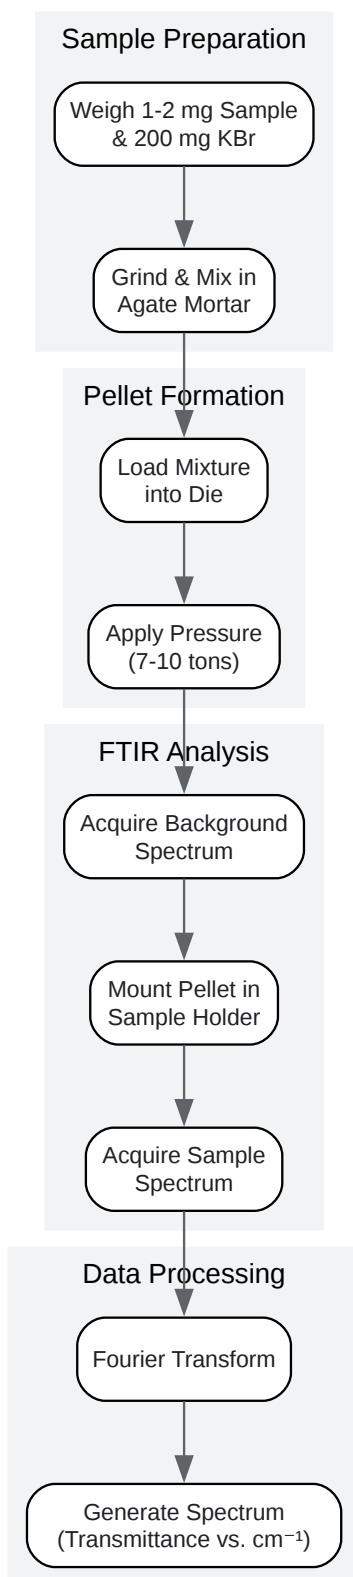 Sample Preparation
Weigh 1-2 mg Sample
& 200 mg KBr
Grind & Mix in
Agate Mortar
Pellet Formation
Load Mixture
into Die
Apply Pressure
(7-10 tons)
FTIR Analysis
Acquire Background
Spectrum
Mount Pellet in
Sample Holder
Acquire Sample
Spectrum
Data Processing
Fourier Transform
Generate Spectrum
(Transmittance vs. cm⁻¹)